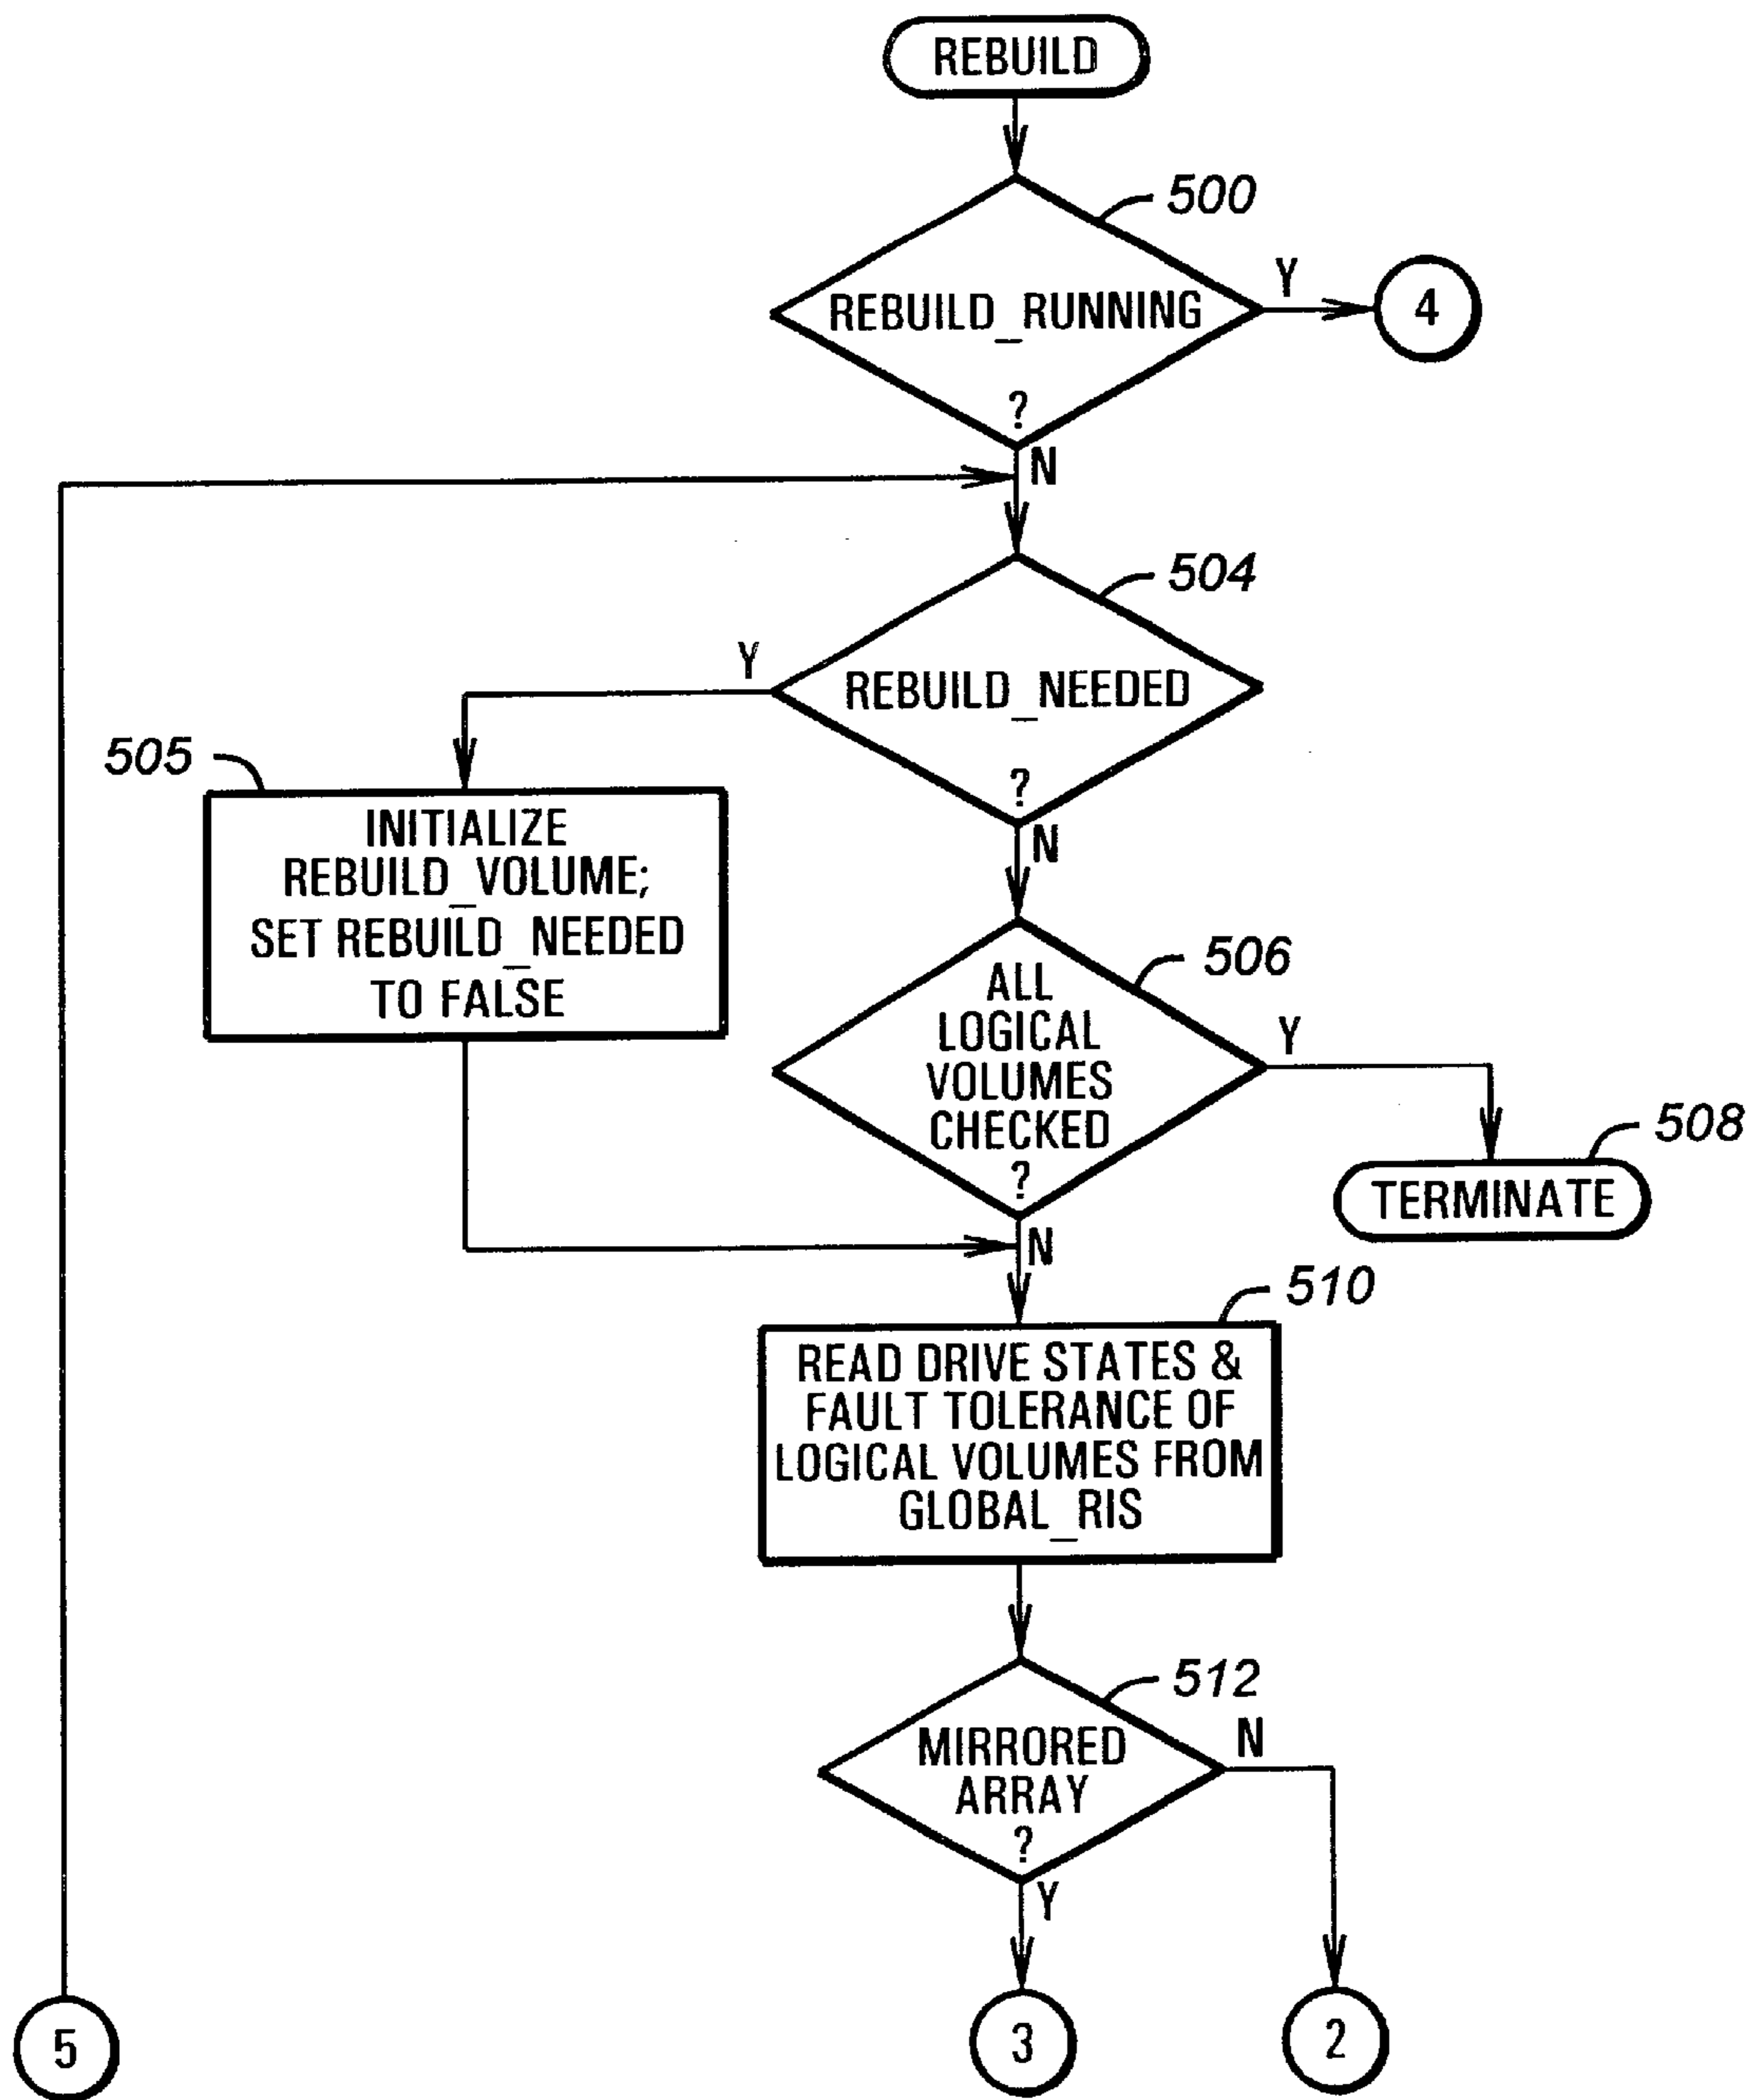 REBUILD
500
REBUILD_RUNNING
?
Y
4
N
504
REBUILD_NEEDED
?
Y
N
505
INITIALIZE
REBUILD_VOLUME;
SET REBUILD_NEEDED
TO FALSE
506
ALL
LOGICAL
VOLUMES
CHECKED
?
Y
508
TERMINATE
N
510
READ DRIVE STATES &
FAULT TOLERANCE OF
LOGICAL VOLUMES FROM
GLOBAL_RIS
512
MIRRORED
ARRAY
?
N
Y
5
3
2